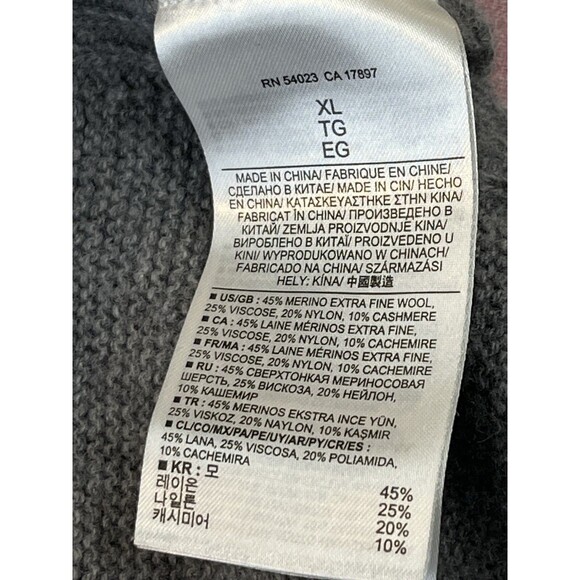 RN 54023 CA 17897
XL
TG
EG
MADE IN CHINA/ FABRIQUE EN CHINE/
СДЕЛАНО В КИТАЕ/ MADE IN CIN/ HECHO
EN CHINA/ ΚΑΤΑΣΚΕΥΑΣΤΗΚΕ ΣΤΗΝ ΚΙΝΑ/
FABRICAT ÎN CHINA/ ПРОИЗВЕДЕНО В
КИТАЙ/ ZEMLJA PROIZVODNJE KINA/
ВИРОБЛЕНО В КИТАЇ/ PROIZVEDENO U
KINI/ WYPRODUKOWANO W CHINACH/
FABRICADO NA CHINA/ SZÁRMAZÁSI
HELY: KÍNA/ 中國製造
■ US/GB : 45% MERINO EXTRA FINE WOOL,
25% VISCOSE, 20% NYLON, 10% CASHMERE
■ CA : 45% LAINE MÉRINOS EXTRA FINE,
25% VISCOSE, 20% NYLON, 10% CACHEMIRE
■ FR/MA : 45% LAINE MÉRINOS EXTRA FINE,
25% VISCOSE, 20% NYLON, 10% CACHEMIRE
■ RU : 45% СВЕРХТОНКАЯ МЕРИНОСОВАЯ
ШЕРСТЬ, 25% ВИСКОЗА, 20% НЕЙЛОН,
10% КАШЕМИР
■ TR : 45% MERINOS EKSTRA INCE YÜN,
25% VISKOZ, 20% NAYLON, 10% KAŞMIR
■ CL/CO/MX/PA/PE/UY/AR/PY/CR/ES :
45% LANA, 25% VISCOSA, 20% POLIAMIDA,
10% CACHEMIRA
■ KR : 모 45%
레이온 25%
나일론 20%
캐시미어 10%